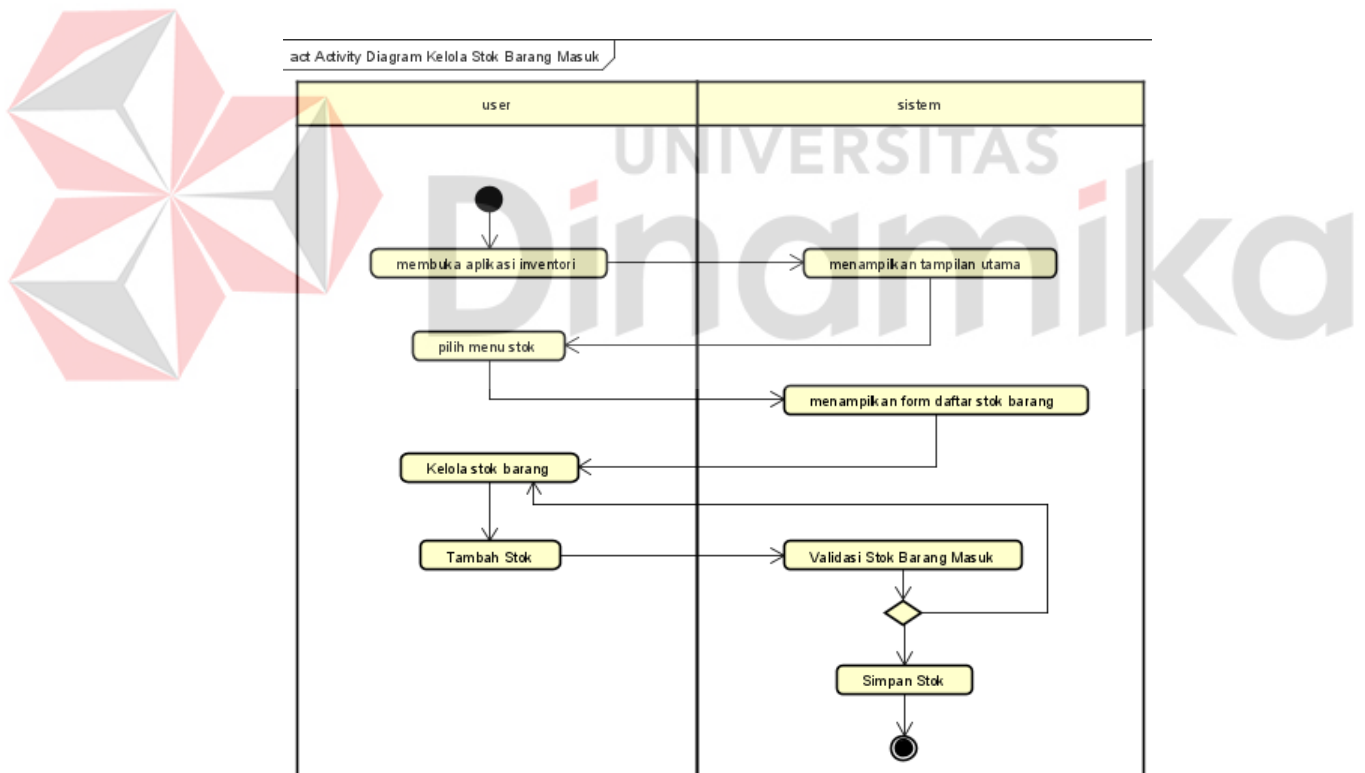 act Activity Diagram Kelola Stok Barang Masuk
user
sistem
UNIVERSITAS
Dinamika
membuka aplikasi inventori
menampilkan tampilan utama
pilih menu stok
menampilkan form daftar stok barang
Kelola stok barang
Tambah Stok
Validasi Stok Barang Masuk
Simpan Stok